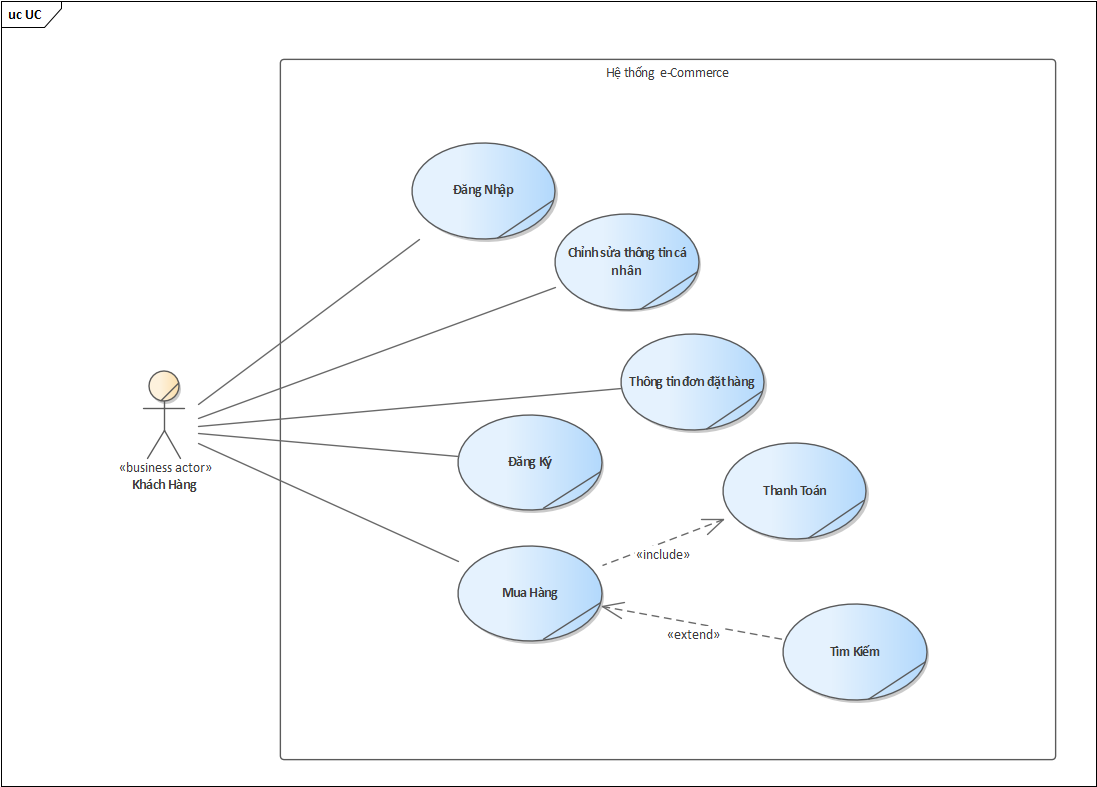 uc UC
Hệ thống e-Commerce
Đăng Nhập
Chỉnh sửa thông tin cá
nhân
Thông tin đơn đặt hàng
Đăng Ký
«business actor»
Khách Hàng
Thanh Toán
«include»
Mua Hàng
«extend»
Tìm Kiếm